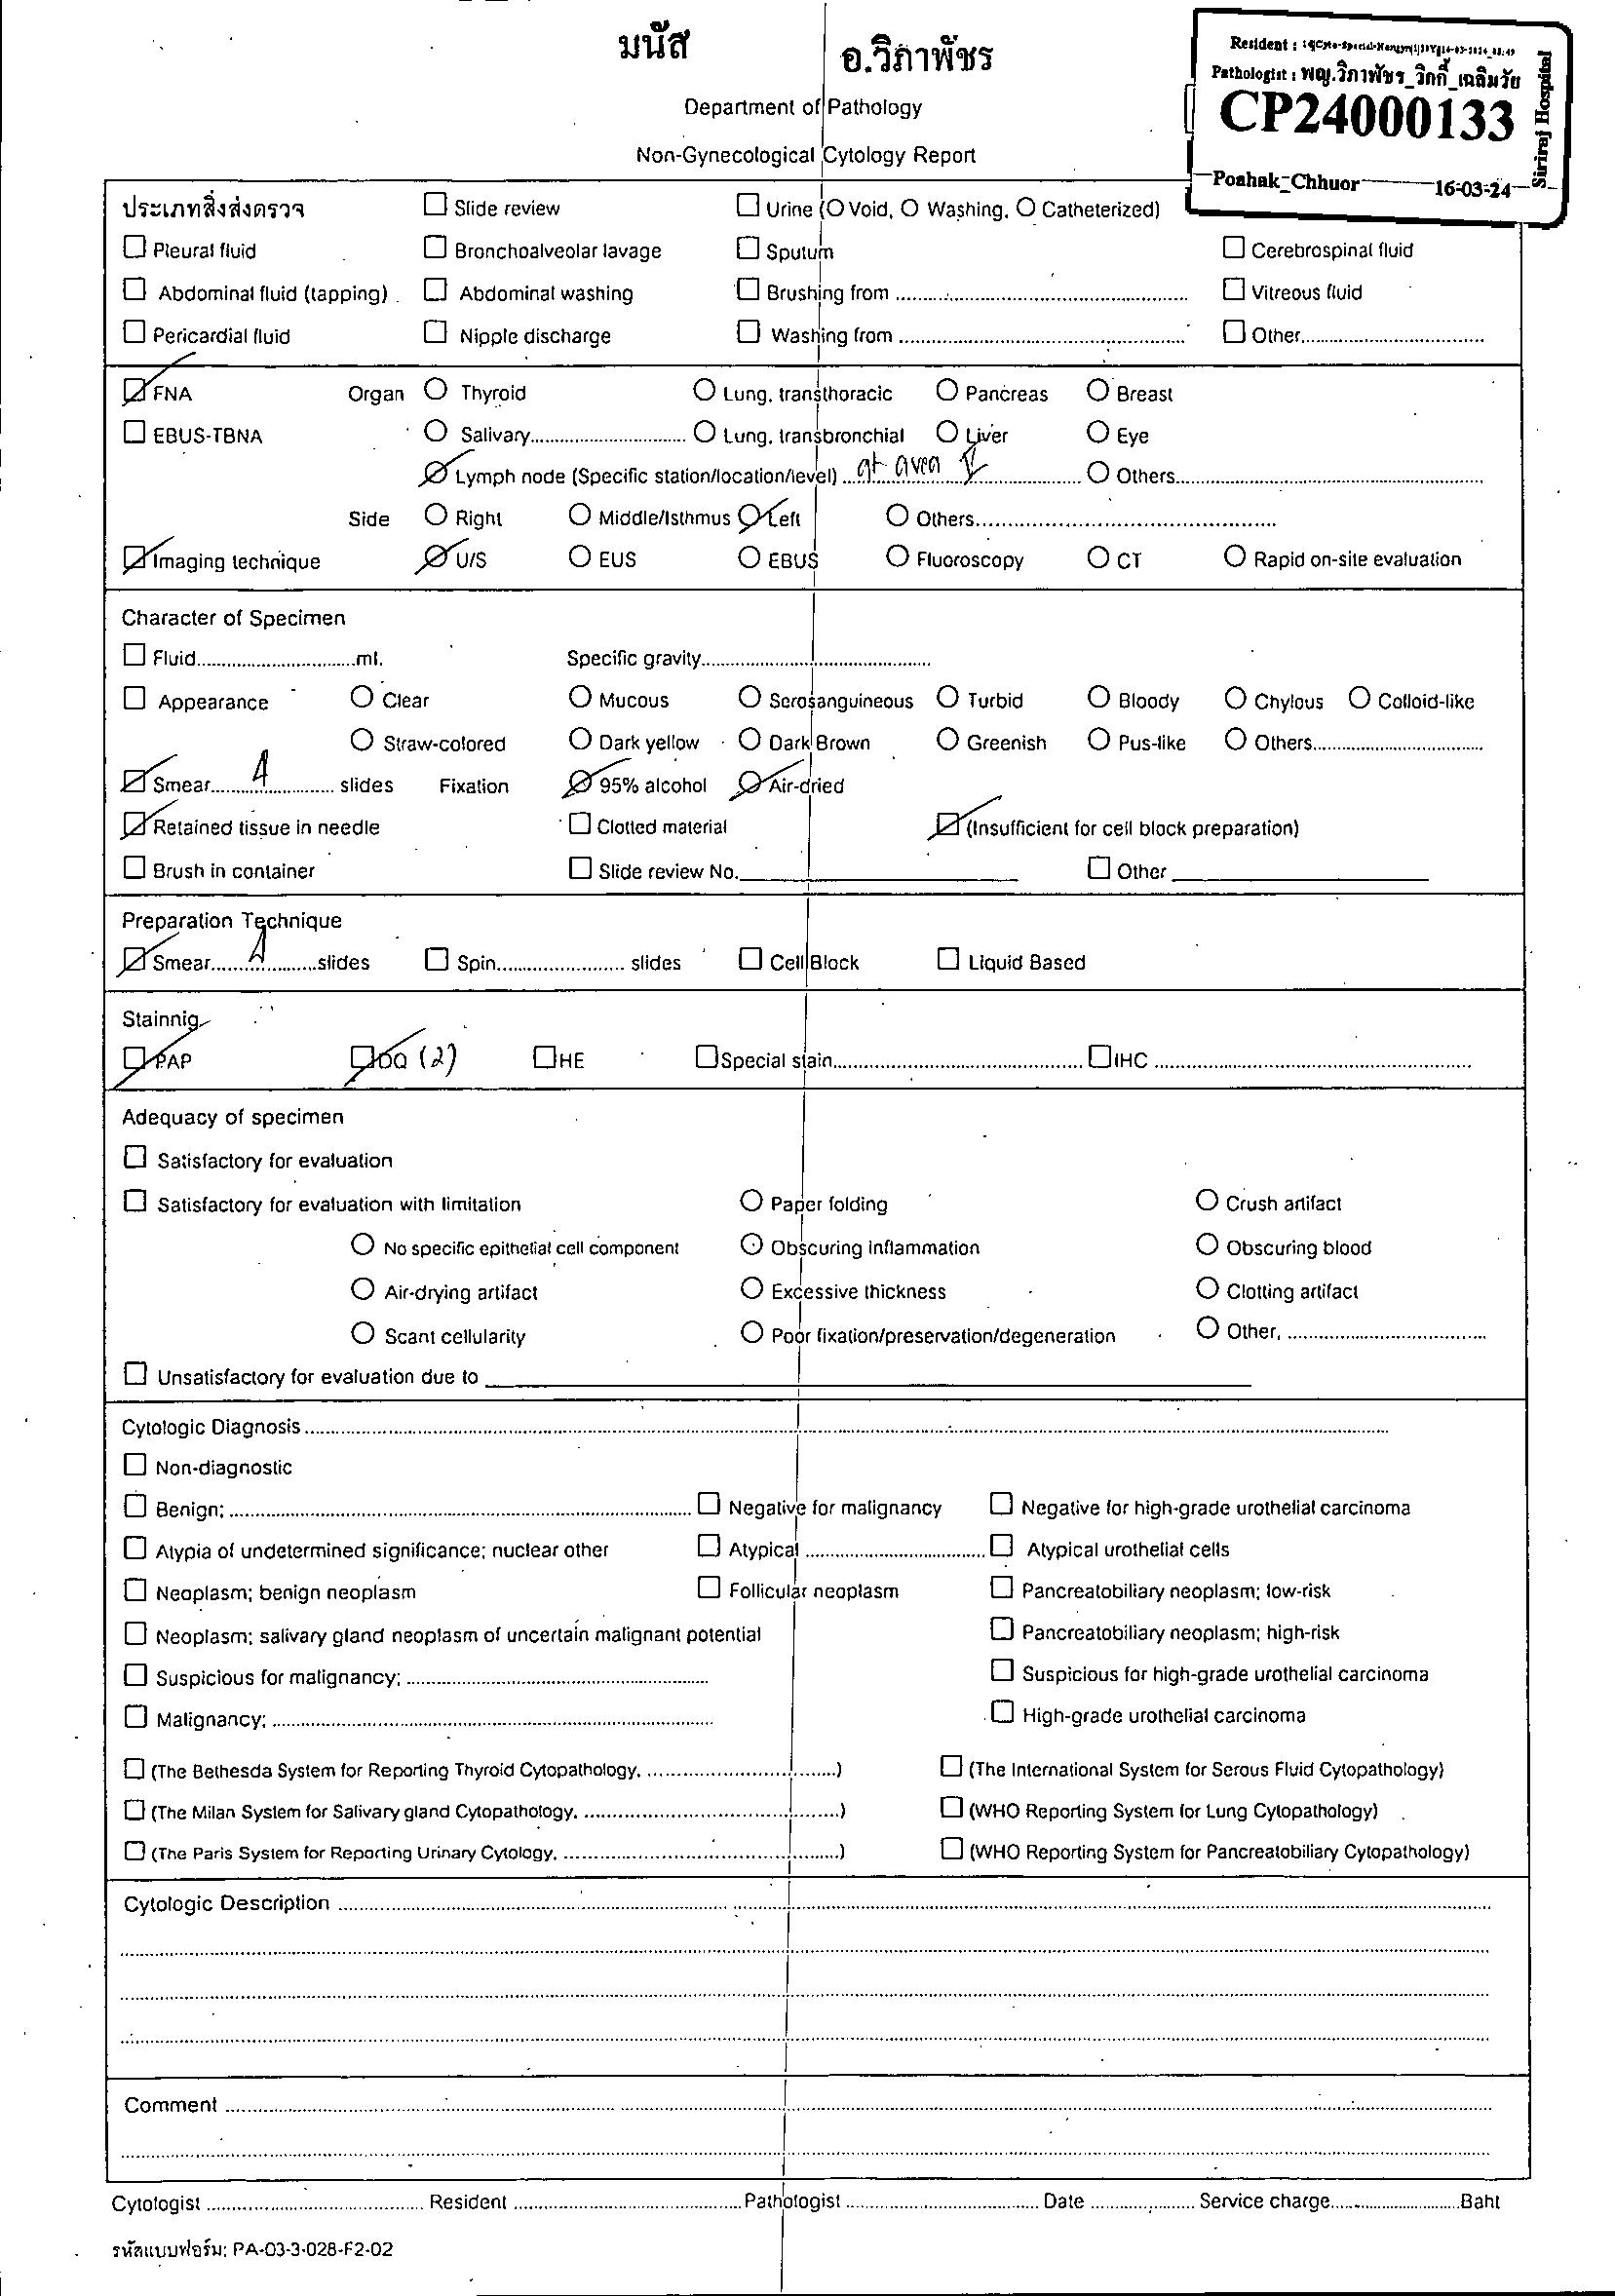 มนัส
อ.วิภาพัชร
Department of Pathology
Non-Gynecological Cytology Report
Resident :
Pathologist : พญ.วิภาพัชร_วิกกี้_เฉลิมวัย
CP24000133
Poahak_Chhuor 16-03-24
Siriraj Hospital
ประเภทสิ่งส่งตรวจ Slide review Urine (O Void, O Washing, O Catheterized)
Pleural fluid Bronchoalveolar lavage Sputum Cerebrospinal fluid
Abdominal fluid (tapping) Abdominal washing Brushing from Vitreous fluid
Pericardial fluid Nipple discharge Washing from Other
FNA Organ Thyroid Lung, transthoracic Pancreas Breast
EBUS-TBNA Salivary Lung, transbronchial Liver Eye
Lymph node (Specific station/location/level) at area Others
Side Right Middle/Isthmus Left Others
Imaging technique U/S EUS EBUS Fluoroscopy CT Rapid on-site evaluation
Character of Specimen
Fluid ml. Specific gravity
Appearance Clear Mucous Serosanguineous Turbid Bloody Chylous Colloid-like
Straw-colored Dark yellow Dark Brown Greenish Pus-like Others
Smear 4 slides Fixation 95% alcohol Air-dried
Retained tissue in needle Clotted material (Insufficient for cell block preparation)
Brush in container Slide review No. Other
Preparation Technique
Smear 4 slides Spin slides Cell Block Liquid Based
Stainnig
PAP DQ (2) HE Special stain IHC
Adequacy of specimen
Satisfactory for evaluation
Satisfactory for evaluation with limitation Paper folding Crush artifact
No specific epithelial cell component Obscuring inflammation Obscuring blood
Air-drying artifact Excessive thickness Clotting artifact
Scant cellularity Poor fixation/preservation/degeneration Other,
Unsatisfactory for evaluation due to
Cytologic Diagnosis
Non-diagnostic
Benign; Negative for malignancy Negative for high-grade urothelial carcinoma
Atypia of undetermined significance; nuclear other Atypical Atypical urothelial cells
Neoplasm; benign neoplasm Follicular neoplasm Pancreatobiliary neoplasm; low-risk
Neoplasm; salivary gland neoplasm of uncertain malignant potential Pancreatobiliary neoplasm; high-risk
Suspicious for malignancy; Suspicious for high-grade urothelial carcinoma
Malignancy; High-grade urothelial carcinoma
(The Bethesda System for Reporting Thyroid Cytopathology, ) (The International System for Serous Fluid Cytopathology)
(The Milan System for Salivary gland Cytopathology, ) (WHO Reporting System for Lung Cytopathology)
(The Paris System for Reporting Urinary Cytology, ) (WHO Reporting System for Pancreatobiliary Cytopathology)
Cytologic Description
Comment
Cytologist Resident Pathologist Date Service charge Baht
รหัสแบบฟอร์ม: PA-03-3-028-F2-02